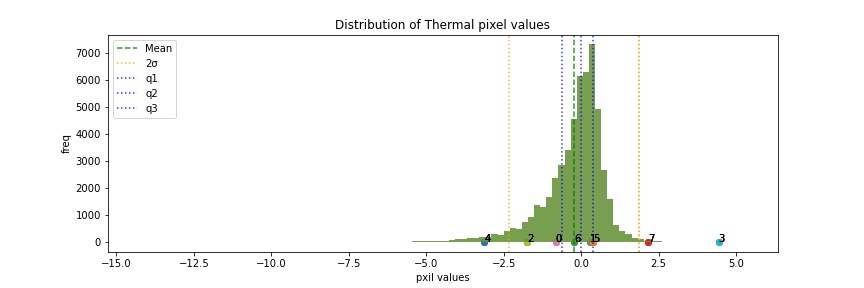 Distribution of Thermal pixel values
Mean
2σ
q1
q2
q3
freq
7000
6000
5000
4000
3000
2000
1000
0
4 2 0 6 1 5 7 3
−15.0 −12.5 −10.0 −7.5 −5.0 −2.5 0.0 2.5 5.0
pxil values